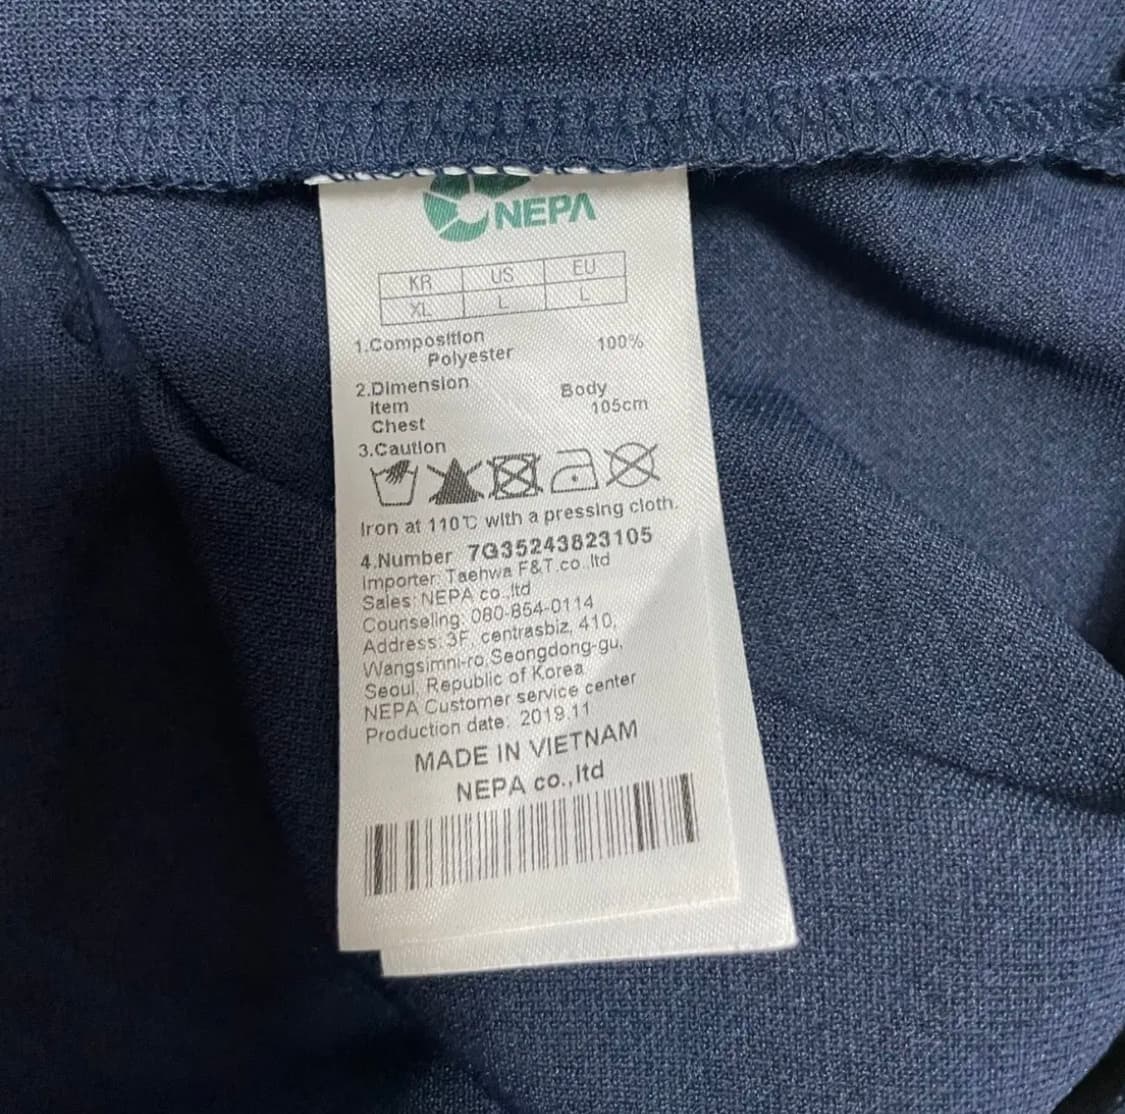 NEPA
KR US EU
XL L L
1.Composition
Polyester 100%
2.Dimension
Item Body
Chest 105cm
3.Caution
Iron at 110℃ with a pressing cloth.
4.Number 7G35243823105
Importer: Taehwa F&T.co.,ltd
Sales: NEPA co.,ltd
Counseling: 080-854-0114
Address: 3F, centrasbiz, 410,
Wangsimni-ro,Seongdong-gu,
Seoul, Republic of Korea
NEPA Customer service center
Production date: 2019.11
MADE IN VIETNAM
NEPA co.,ltd